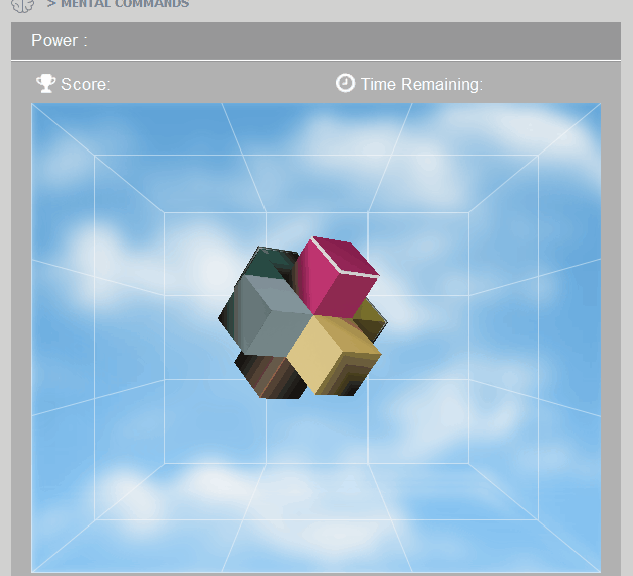 > MENTAL COMMANDS
Power :
Score:
Time Remaining: